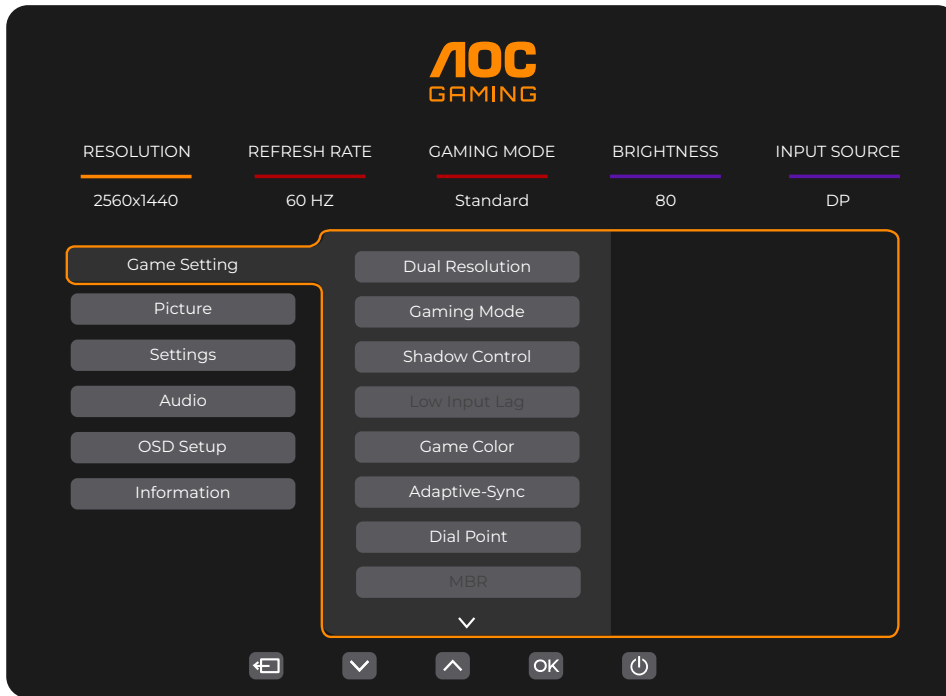 AOC
GAMING
RESOLUTION REFRESH RATE GAMING MODE BRIGHTNESS INPUT SOURCE
2560x1440 60 HZ Standard 80 DP
Game Setting
Picture
Settings
Audio
OSD Setup
Information
Dual Resolution
Gaming Mode
Shadow Control
Low Input Lag
Game Color
Adaptive-Sync
Dial Point
MBR
OK